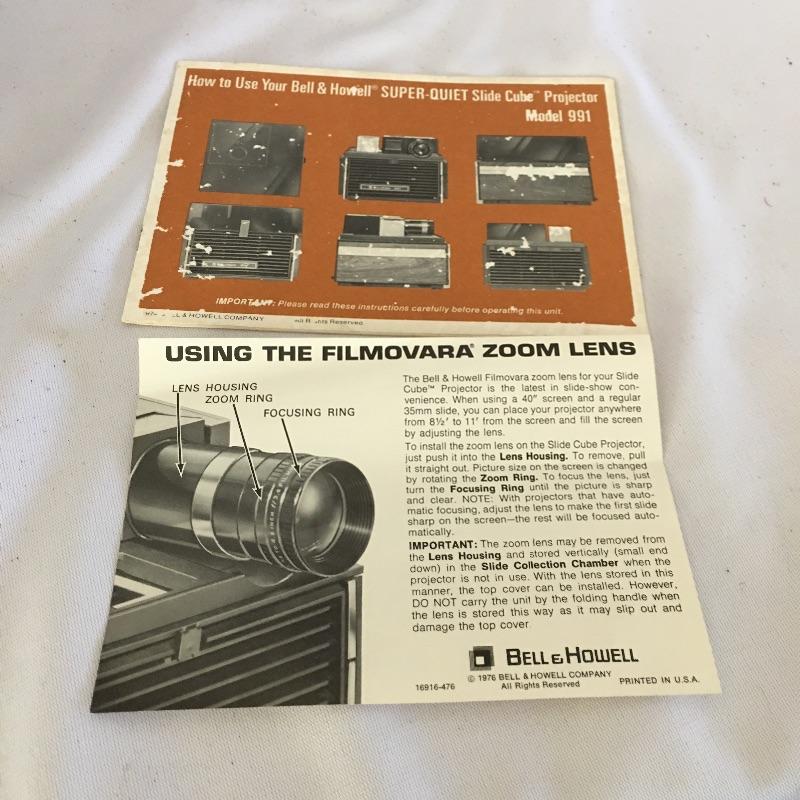 How to Use Your Bell & Howell® SUPER-QUIET Slide Cube™ Projector
Model 991
IMPORTANT: Please read these instructions carefully before operating this unit.
BELL & HOWELL COMPANY All Rights Reserved
USING THE FILMOVARA® ZOOM LENS
LENS HOUSING
ZOOM RING
FOCUSING RING
The Bell & Howell Filmovara zoom lens for your Slide
Cube™ Projector is the latest in slide-show con-
venience. When using a 40" screen and a regular
35mm slide, you can place your projector anywhere
from 8½' to 11' from the screen and fill the screen
by adjusting the lens.
To install the zoom lens on the Slide Cube Projector,
just push it into the Lens Housing. To remove, pull
it straight out. Picture size on the screen is changed
by rotating the Zoom Ring. To focus the lens, just
turn the Focusing Ring until the picture is sharp
and clear. NOTE: With projectors that have auto-
matic focusing, adjust the lens to make the first slide
sharp on the screen—the rest will be focused auto-
matically.
IMPORTANT: The zoom lens may be removed from
the Lens Housing and stored vertically (small end
down) in the Slide Collection Chamber when the
projector is not in use. With the lens stored in this
manner, the top cover can be installed. However,
DO NOT carry the unit by the folding handle when
the lens is stored this way as it may slip out and
damage the top cover.
BELL & HOWELL
16916-476 © 1976 BELL & HOWELL COMPANY PRINTED IN U.S.A.
All Rights Reserved